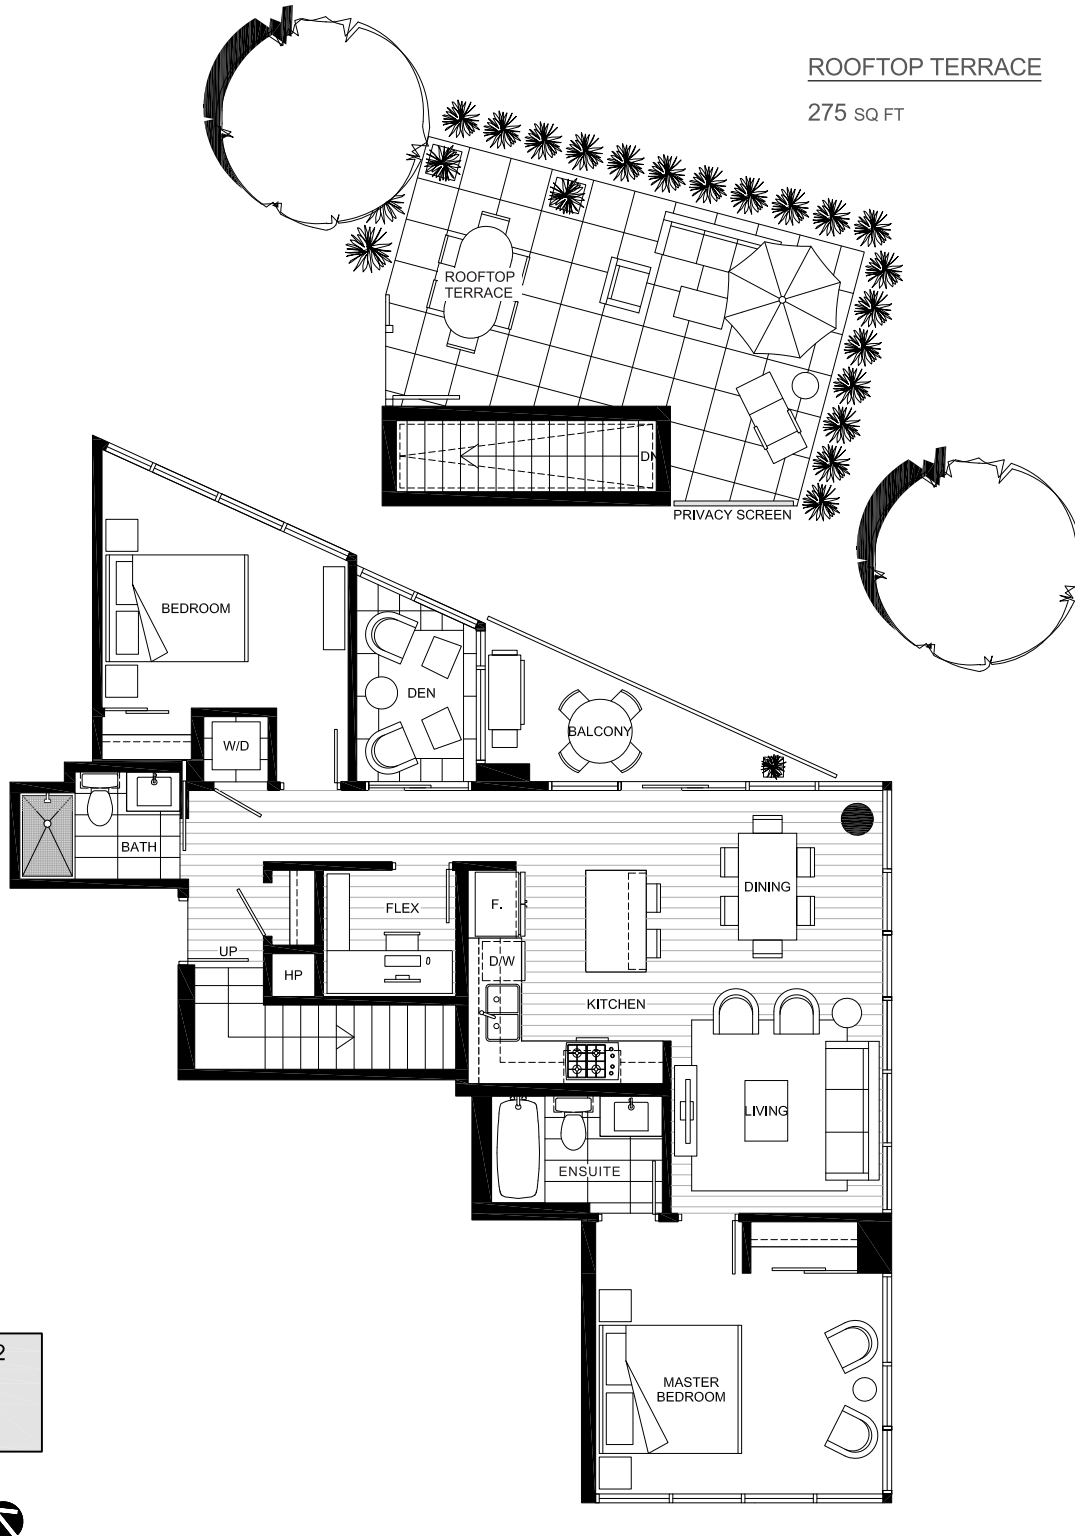 ROOFTOP TERRACE
275 SQ FT
ROOFTOP
TERRACE
DN
PRIVACY SCREEN
BEDROOM
DEN
BALCONY
W/D
BATH
DINING
FLEX
F.
UP
D/W
HP
KITCHEN
LIVING
ENSUITE
2
MASTER
BEDROOM